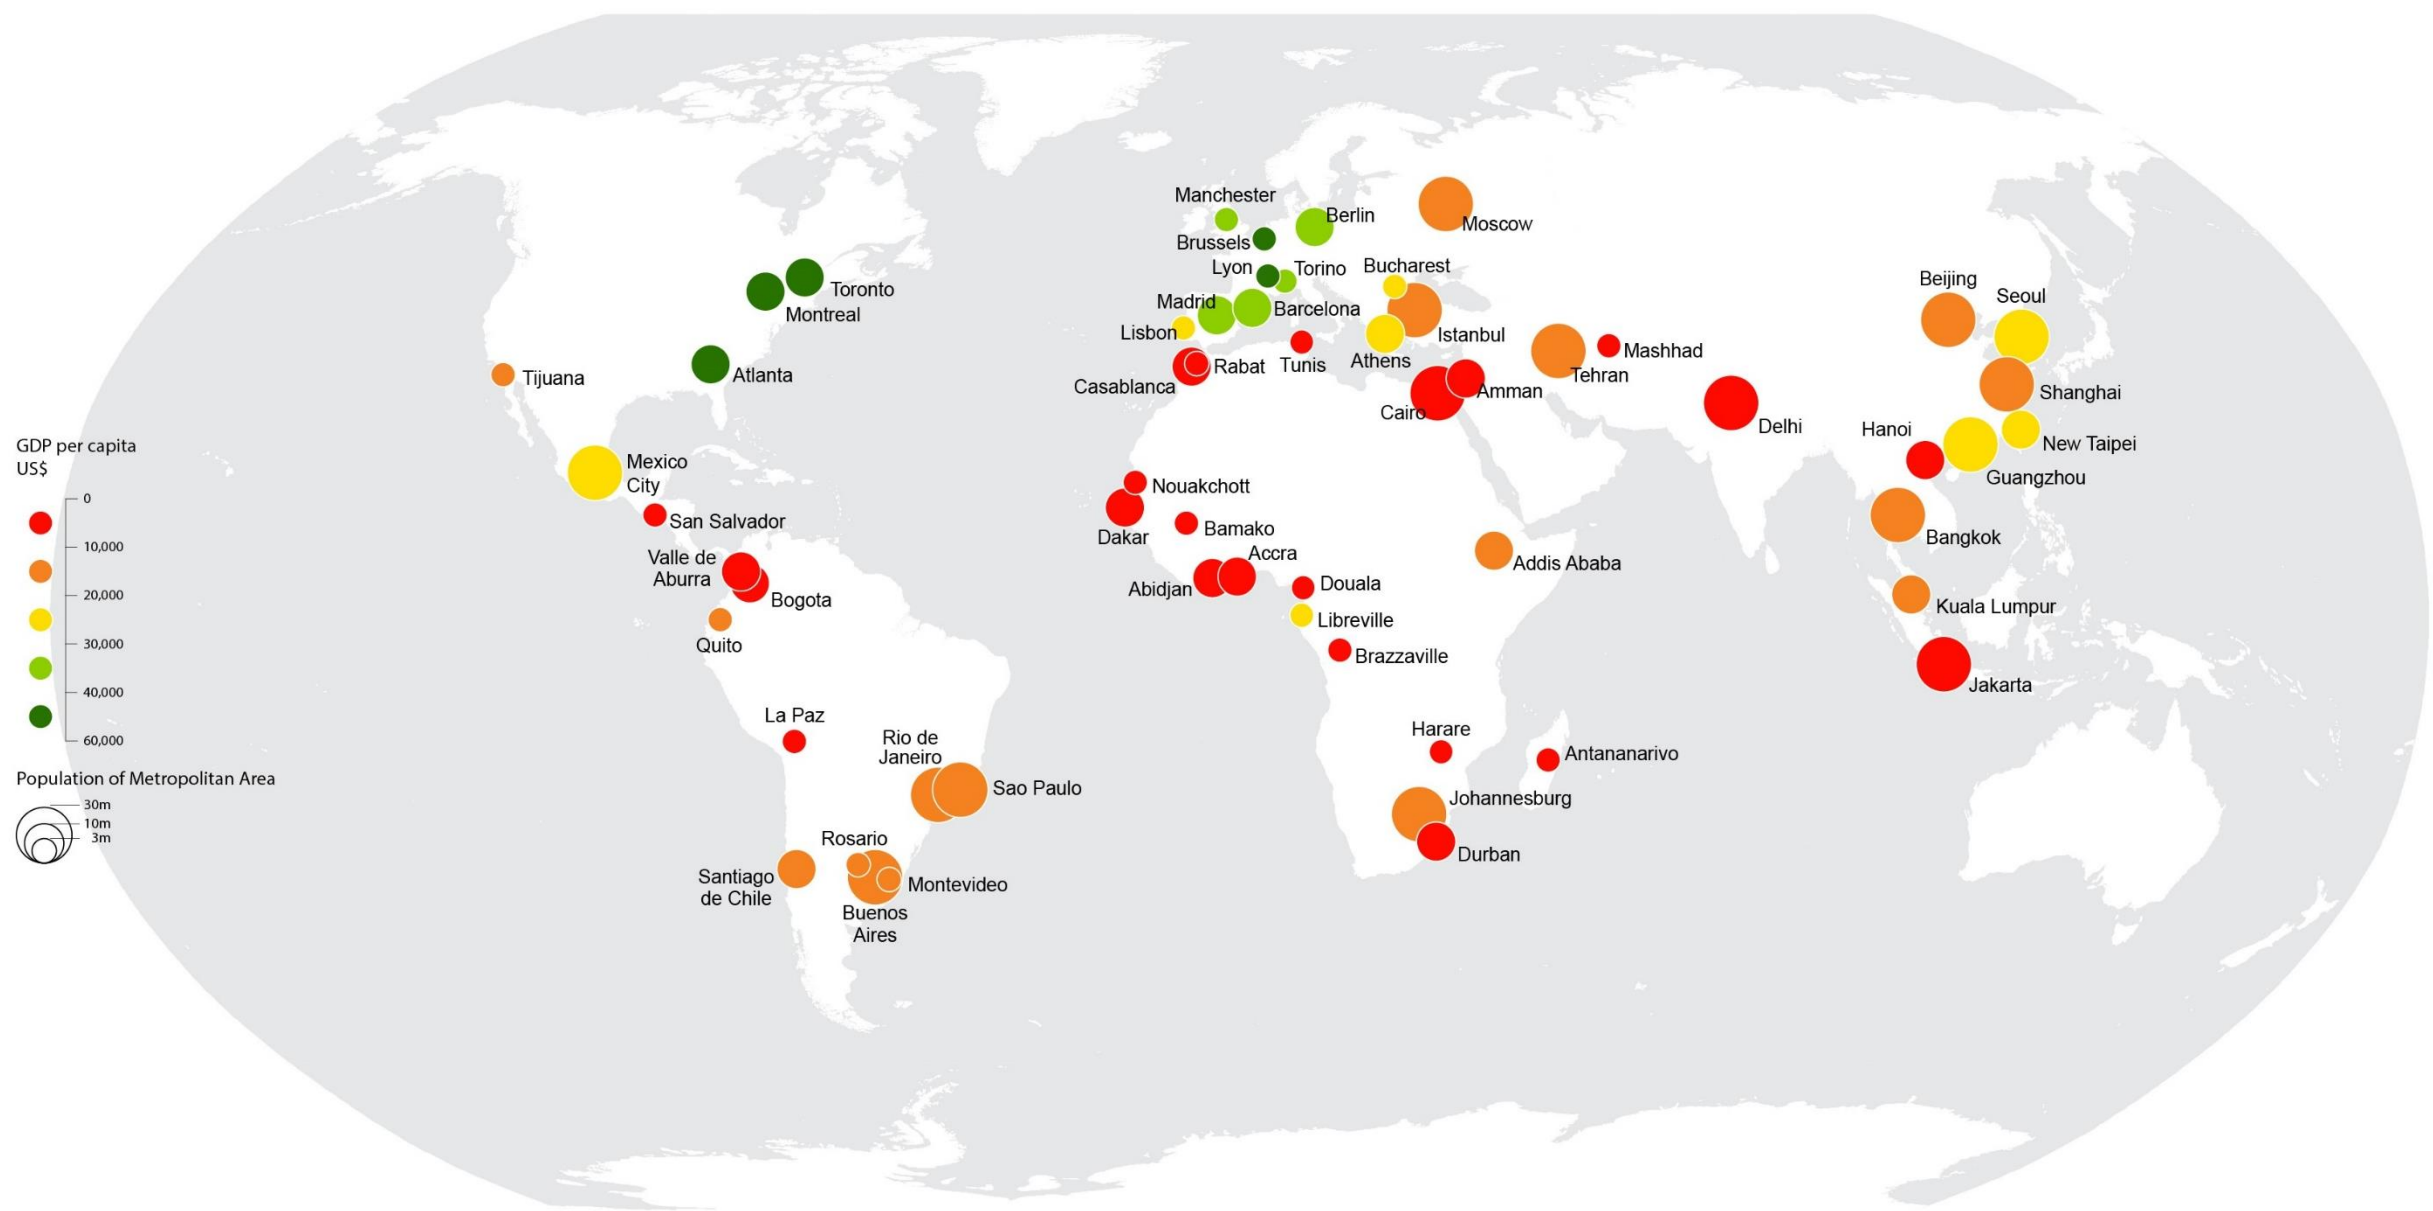 Manchester
Berlin
Moscow
Brussels
Lyon
Torino
Bucharest
Beijing
Seoul
Toronto
Montreal
Madrid
Barcelona
Lisbon
Istanbul
Athens
Tunis
Rabat
Casablanca
Tehran
Mashhad
Tijuana
Atlanta
Amman
Cairo
Delhi
Shanghai
Hanoi
New Taipei
Guangzhou
GDP per capita
US$
0
10,000
20,000
30,000
40,000
60,000
Mexico
City
San Salvador
Nouakchott
Dakar
Bamako
Accra
Abidjan
Douala
Addis Ababa
Bangkok
Valle de
Aburra
Bogota
Quito
Libreville
Brazzaville
Kuala Lumpur
Jakarta
La Paz
Rio de
Janeiro
Sao Paulo
Harare
Antananarivo
Johannesburg
Durban
Population of Metropolitan Area
30m
10m
3m
Rosario
Santiago
de Chile
Montevideo
Buenos
Aires